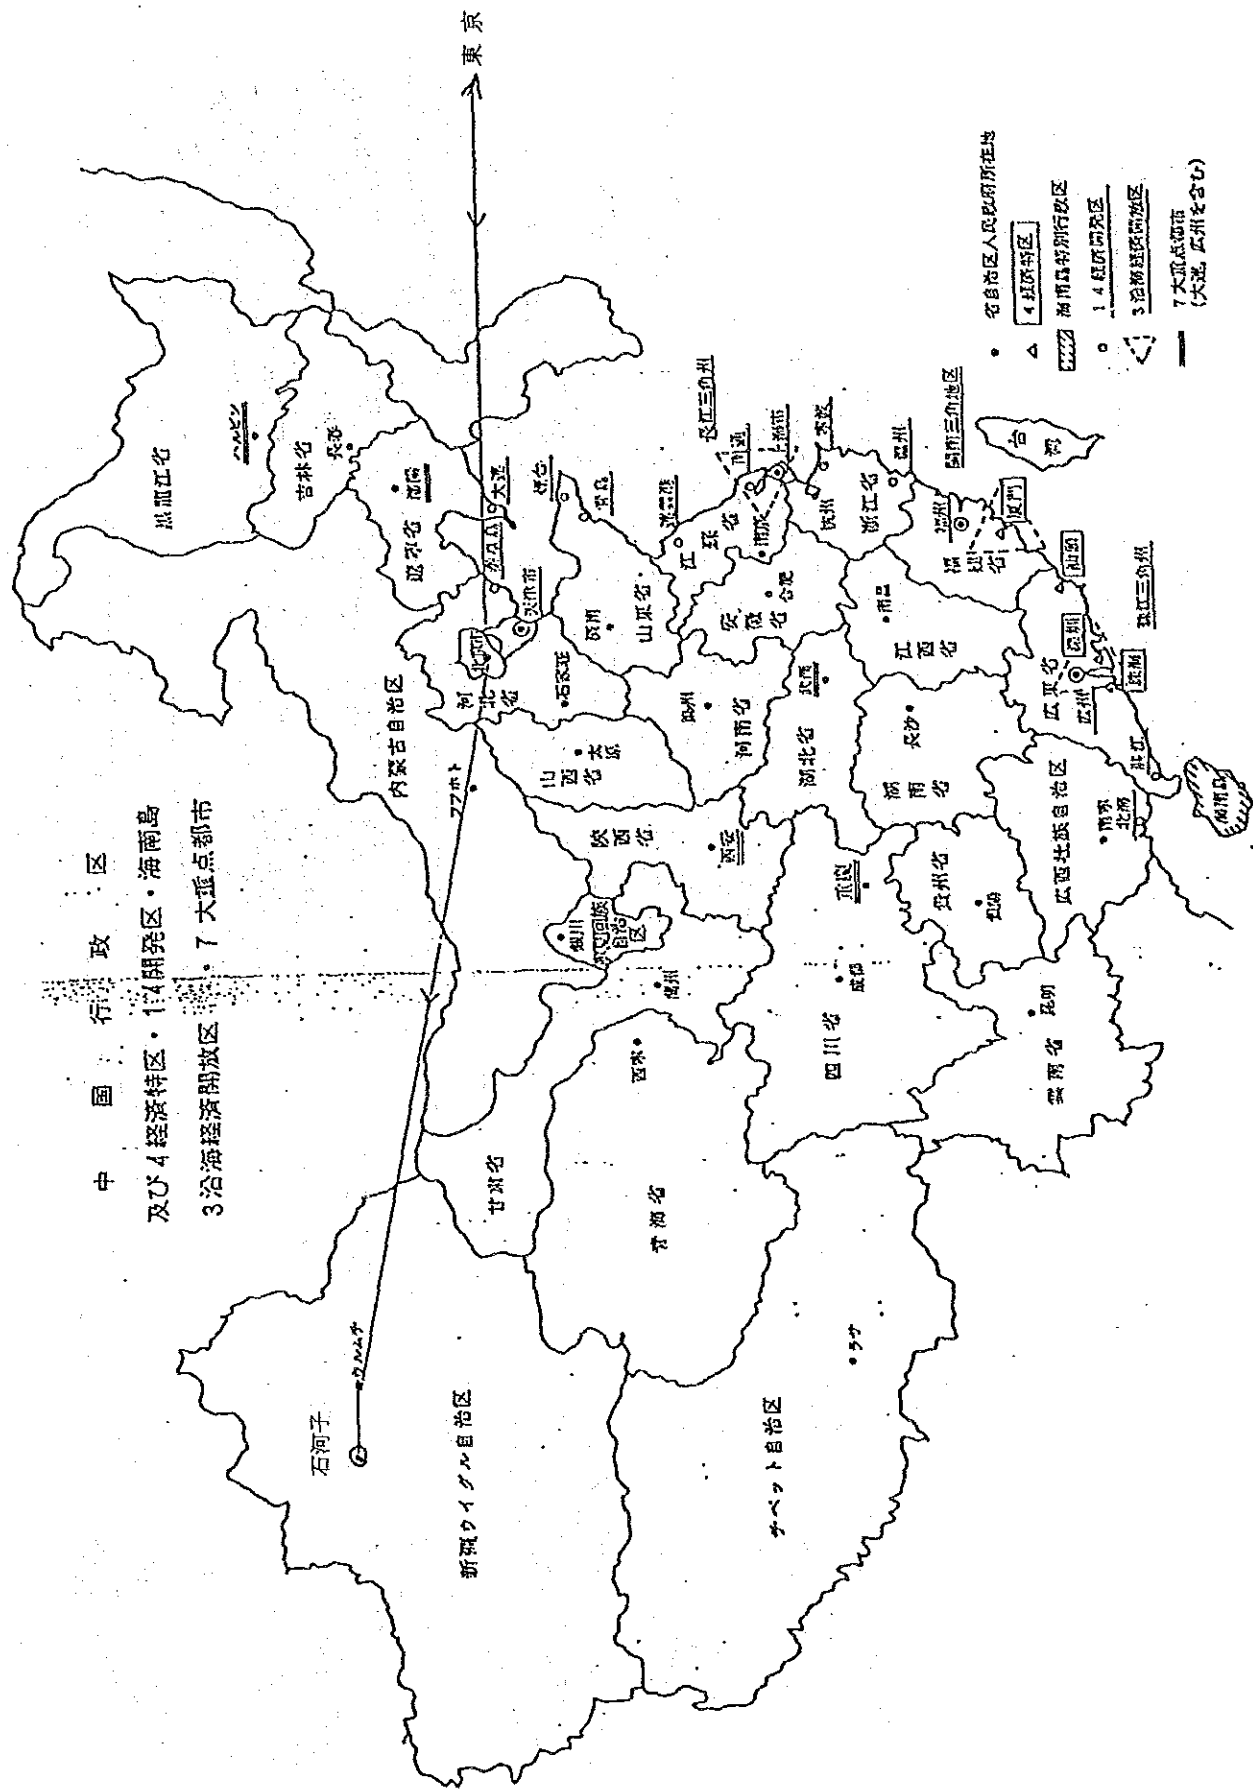 中国行政区
及び4経済特区・14開発区・海南島
3沿海経済開放区・7大重点都市
東京
黒龍江省
ハルビン
吉林省
長春
遼寧省
瀋陽
大連
内蒙古自治区
フフホト
北京市
天津市
河北省
石家荘
煙台
青島
済南
山東省
山西省
太原
陝西省
西安
河南省
鄭州
江蘇省
連雲港
南通
南京
上海市
長江三角州
安徽省
合肥
杭州
浙江省
温州
湖北省
武漢
江西省
南昌
湖南省
長沙
福建省
福州
厦門
閩南三角地区
台湾
広東省
広州
深圳
珠海
汕頭
珠江三角州
湛江
海南島
広西壮族自治区
南寧
北海
貴州省
貴陽
重慶
四川省
成都
雲南省
昆明
銀川
蘭州
甘粛省
西寧
青海省
チベット自治区
ラサ
新疆ウイグル自治区
ウルムチ
石河子
省自治区人民政府所在地
4経済特区
海南島特別行政区
14経済開発区
3沿海経済開放区
7大重点都市
(大連、広州を含む)